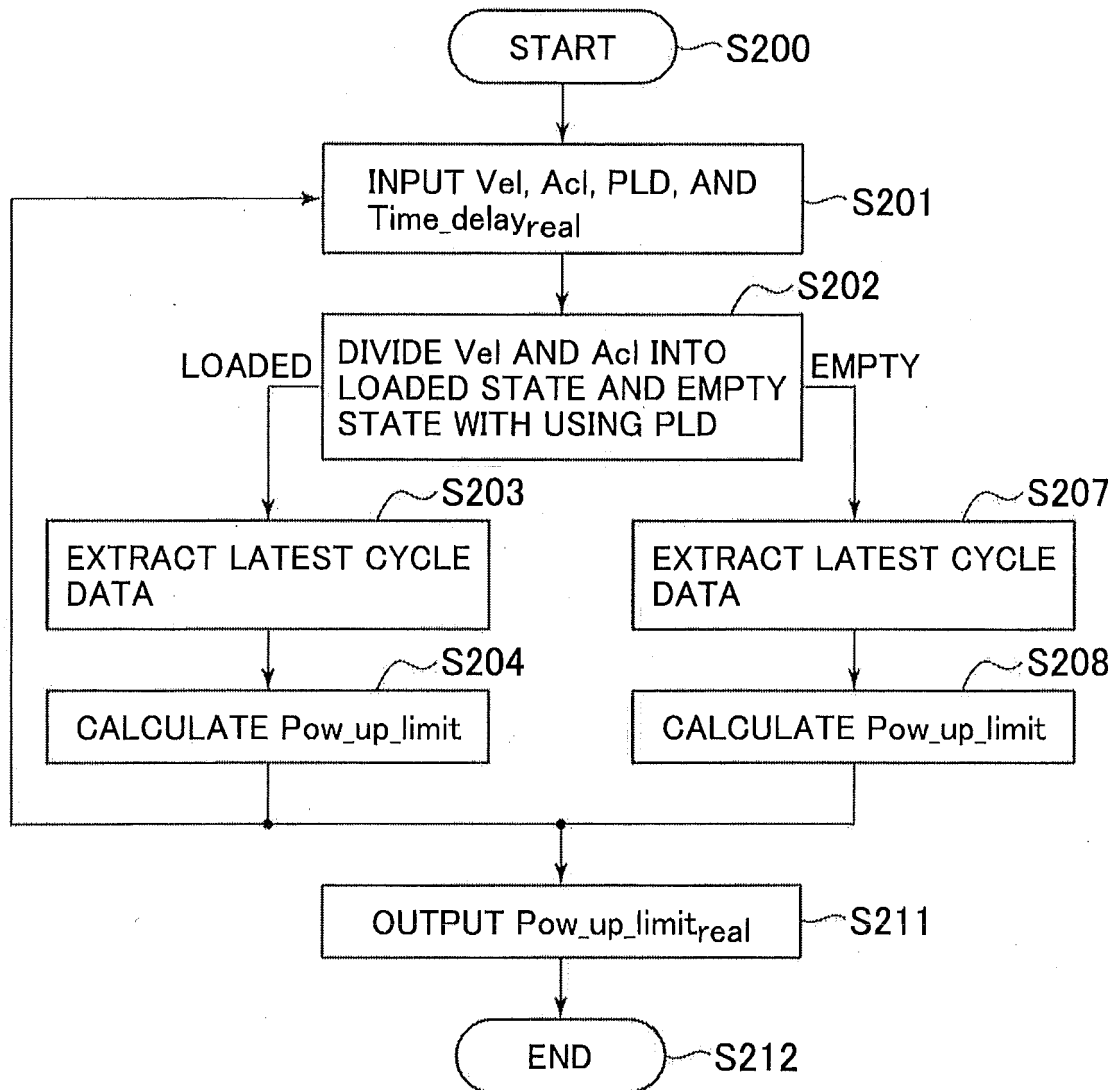 START
S200
INPUT Vel, Acl, PLD, AND
Time_delayreal
S201
S202
LOADED
DIVIDE Vel AND Acl INTO
LOADED STATE AND EMPTY
STATE WITH USING PLD
EMPTY
S203
EXTRACT LATEST CYCLE
DATA
S207
EXTRACT LATEST CYCLE
DATA
S204
CALCULATE Pow_up_limit
S208
CALCULATE Pow_up_limit
OUTPUT Pow_up_limitreal
S211
END
S212